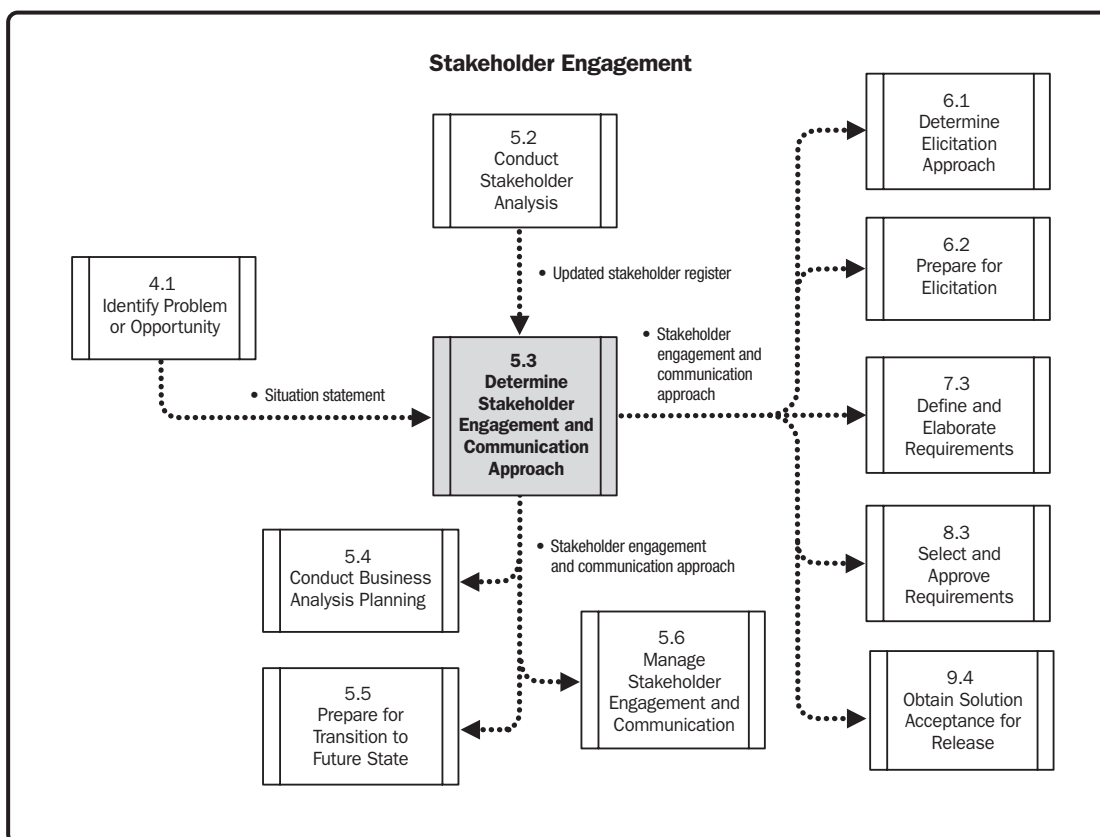 Stakeholder Engagement
5.2
Conduct
Stakeholder
Analysis
6.1
Determine
Elicitation
Approach
6.2
Prepare for
Elicitation
4.1
Identify Problem
or Opportunity
• Updated stakeholder register
• Situation statement
5.3
Determine
Stakeholder
Engagement and
Communication
Approach
• Stakeholder
engagement and
communication
approach
7.3
Define and
Elaborate
Requirements
• Stakeholder engagement
and communication approach
5.4
Conduct Business
Analysis Planning
8.3
Select and
Approve
Requirements
5.5
Prepare for
Transition to
Future State
5.6
Manage
Stakeholder
Engagement and
Communication
9.4
Obtain Solution
Acceptance for
Release